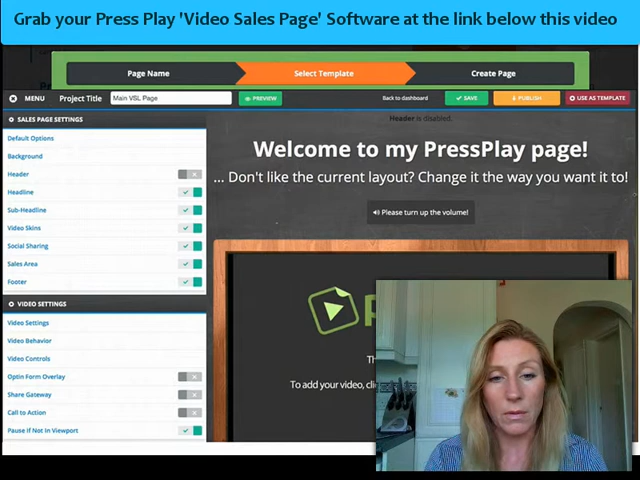 Grab your Press Play 'Video Sales Page' Software at the link below this video
Page Name
Select Template
Create Page
MENU
Project Title
Main VSL Page
PREVIEW
Back to dashboard
SAVE
PUBLISH
USE AS TEMPLATE
SALES PAGE SETTINGS
Default Options
Background
Header
Headline
Sub-Headline
Video Skins
Social Sharing
Sales Area
Footer
VIDEO SETTINGS
Video Settings
Video Behavior
Video Controls
Optin Form Overlay
Share Gateway
Call to Action
Pause If Not In Viewport
Header is disabled.
Welcome to my PressPlay page!
... Don't like the current layout? Change it the way you want it to!
Please turn up the volume!
To add your video,